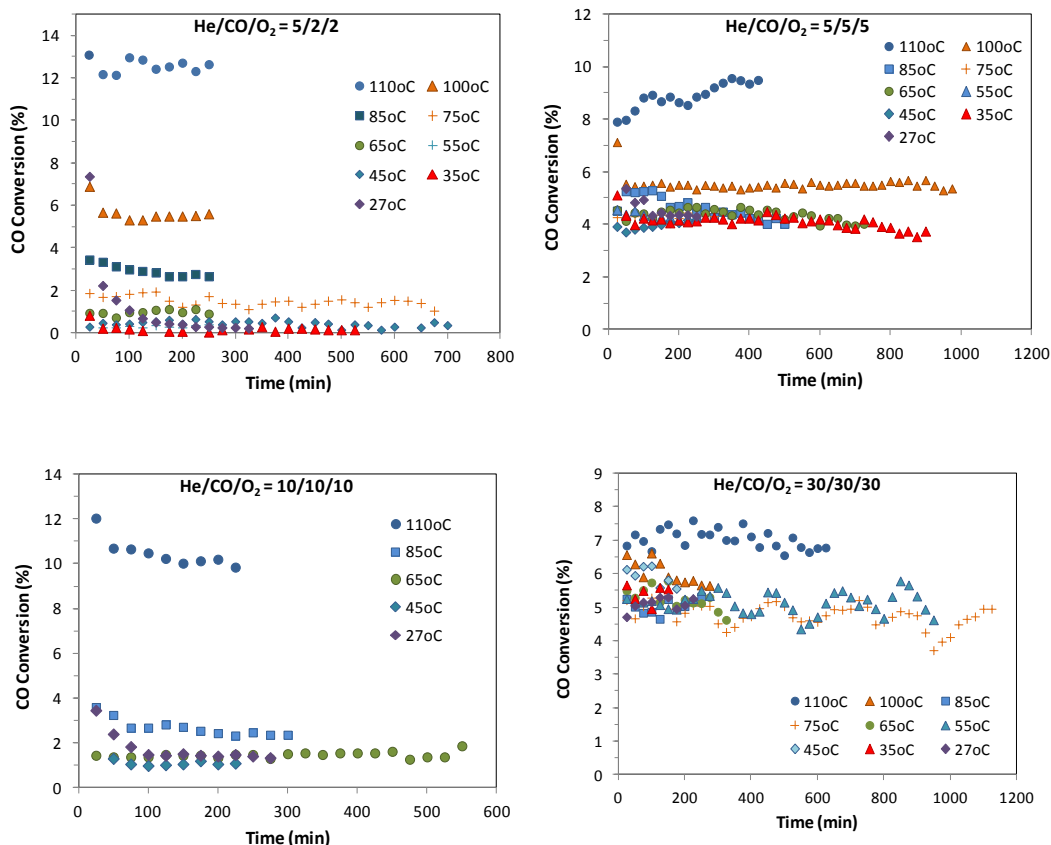 He/CO/O₂ = 5/2/2
CO Conversion (%)
14
12
10
8
6
4
2
0
110oC 100oC
85oC 75oC
65oC 55oC
45oC 35oC
27oC
0 100 200 300 400 500 600 700 800
Time (min)
He/CO/O₂ = 5/5/5
CO Conversion (%)
12
10
8
6
4
2
0
110oC 100oC
85oC 75oC
65oC 55oC
45oC 35oC
27oC
0 200 400 600 800 1000 1200
Time (min)
He/CO/O₂ = 10/10/10
CO Conversion (%)
14
12
10
8
6
4
2
0
110oC
85oC
65oC
45oC
27oC
0 100 200 300 400 500 600
Time (min)
He/CO/O₂ = 30/30/30
CO Conversion (%)
9
8
7
6
5
4
3
2
1
0
110oC 100oC 85oC
75oC 65oC 55oC
45oC 35oC 27oC
0 200 400 600 800 1000 1200
Time (min)